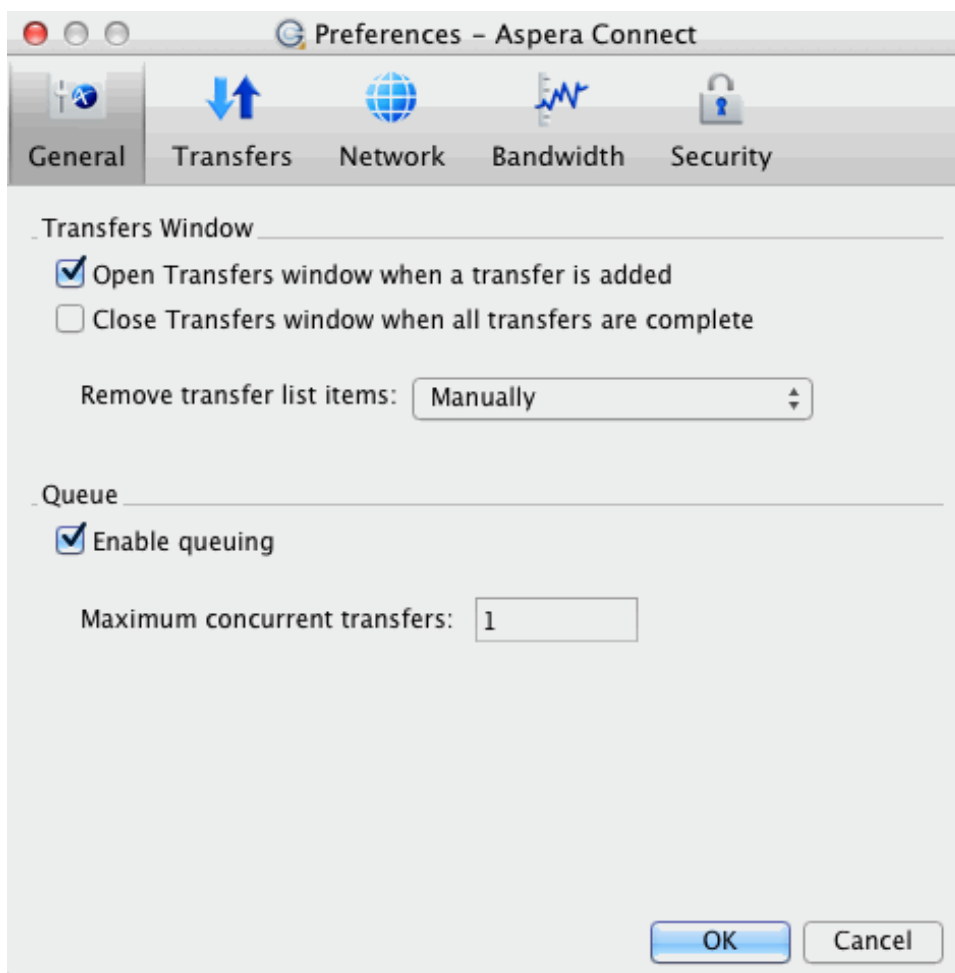 Preferences – Aspera Connect
General Transfers Network Bandwidth Security
Transfers Window
Open Transfers window when a transfer is added
Close Transfers window when all transfers are complete
Remove transfer list items: Manually
Queue
Enable queuing
Maximum concurrent transfers: 1
OK Cancel